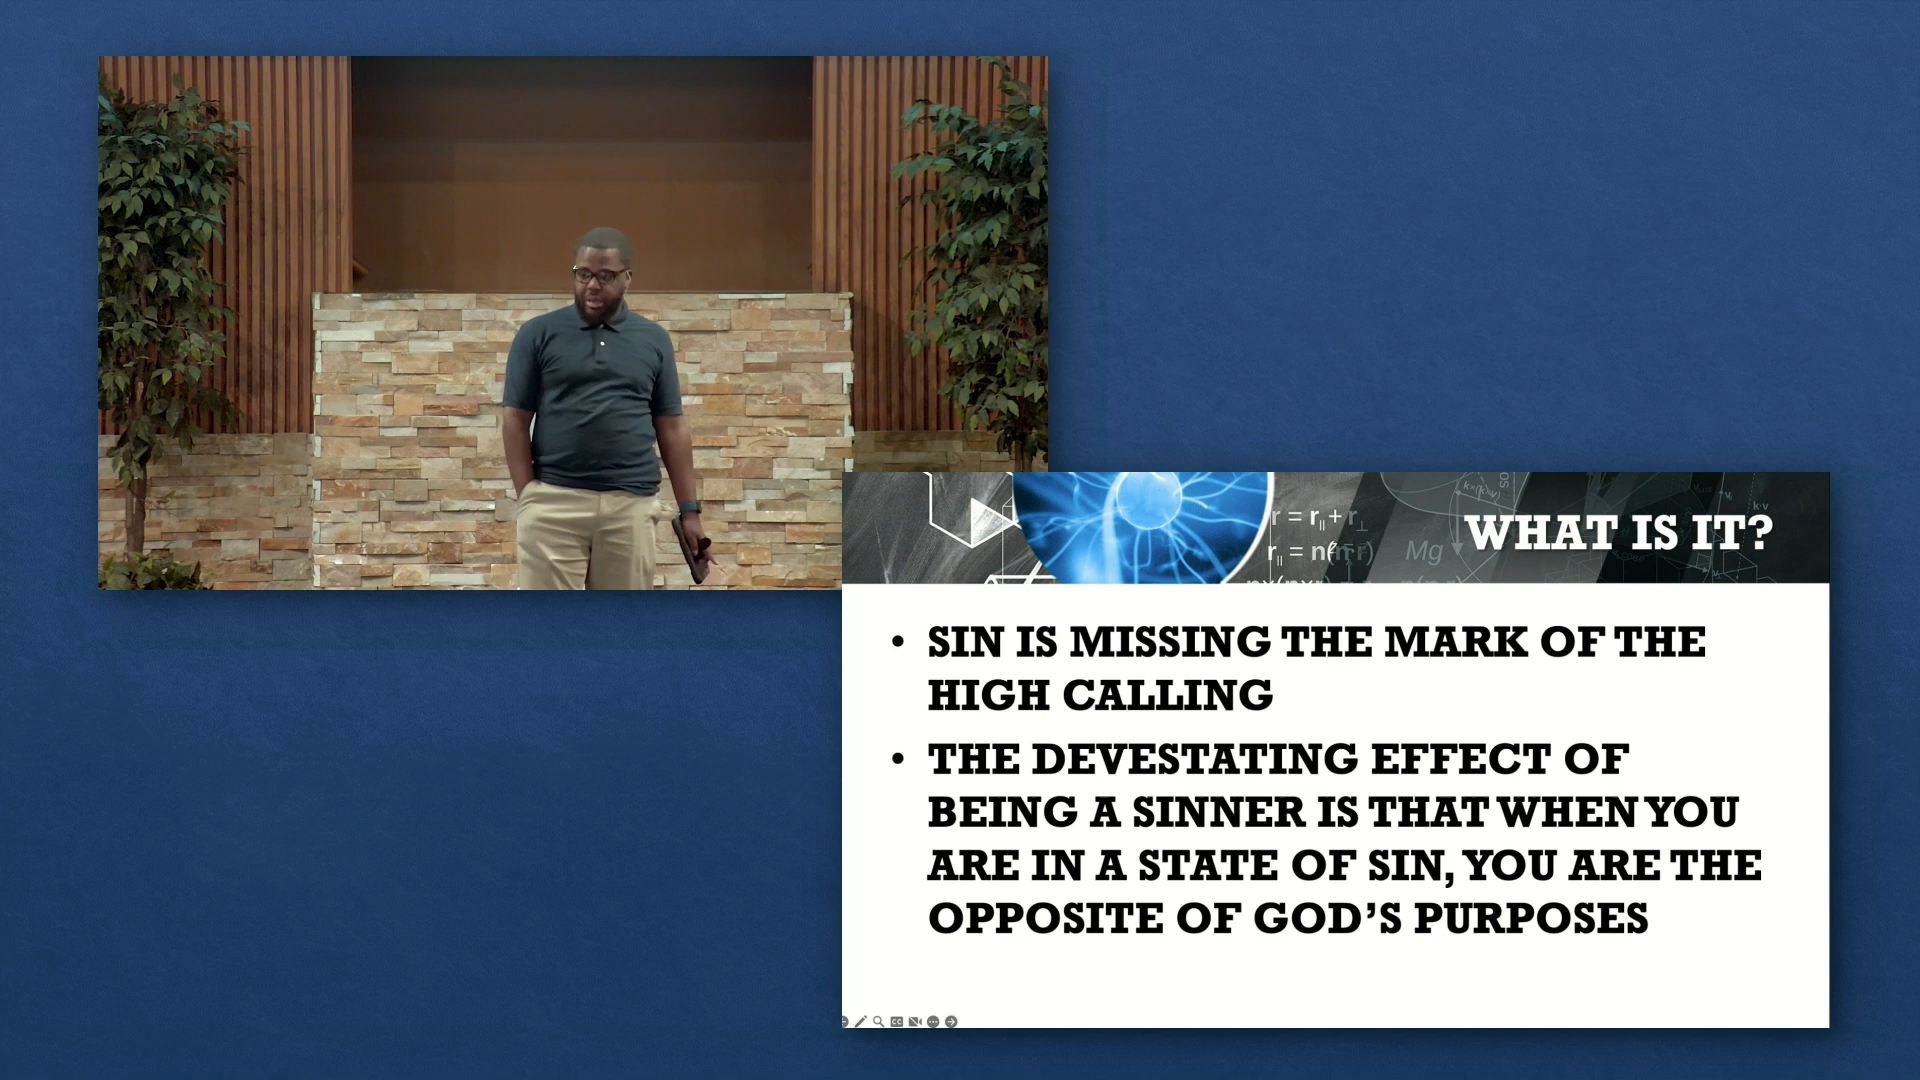 r = r|| + r⊥
r|| = n(n·r)
Mg
WHAT IS IT?
• SIN IS MISSING THE MARK OF THE
HIGH CALLING
• THE DEVESTATING EFFECT OF
BEING A SINNER IS THAT WHEN YOU
ARE IN A STATE OF SIN, YOU ARE THE
OPPOSITE OF GOD'S PURPOSES